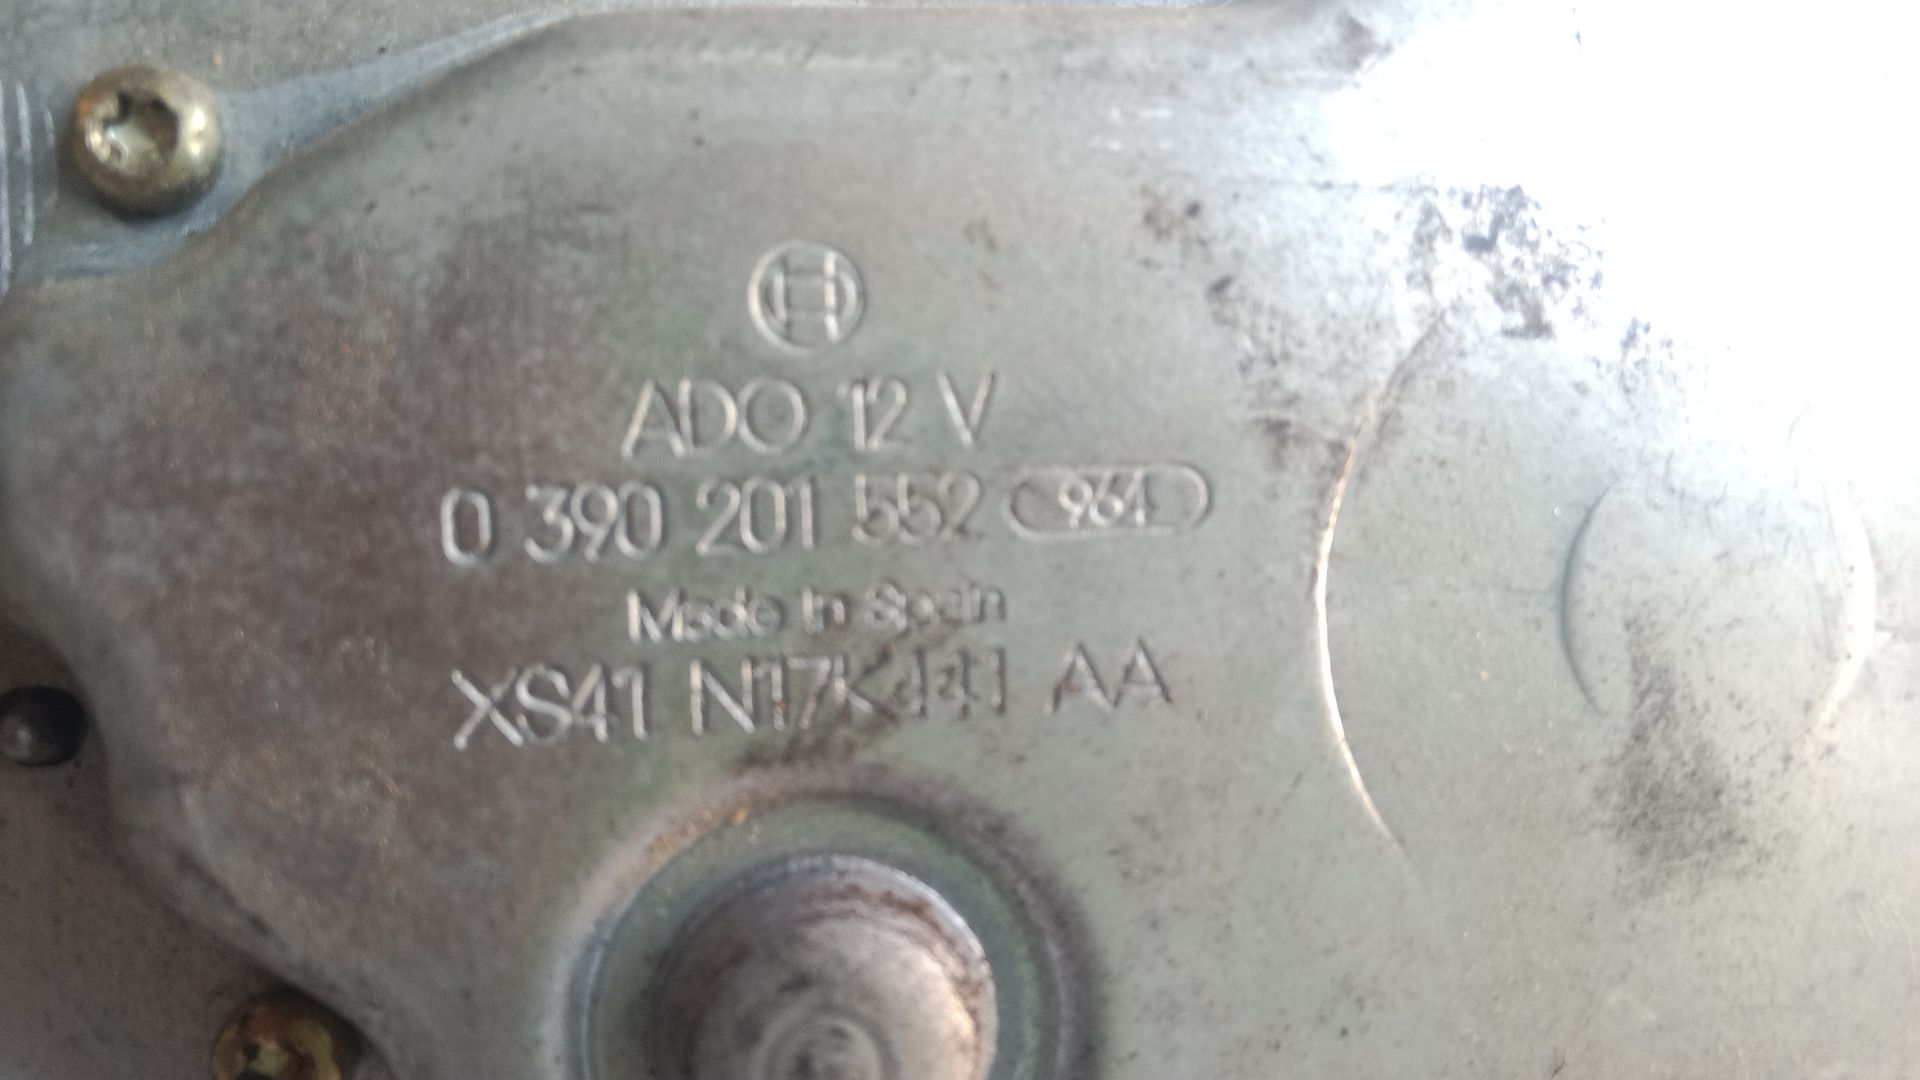 ADO 12 V
0 390 201 552 964
Made in Spain
XS41 N17K441 AA